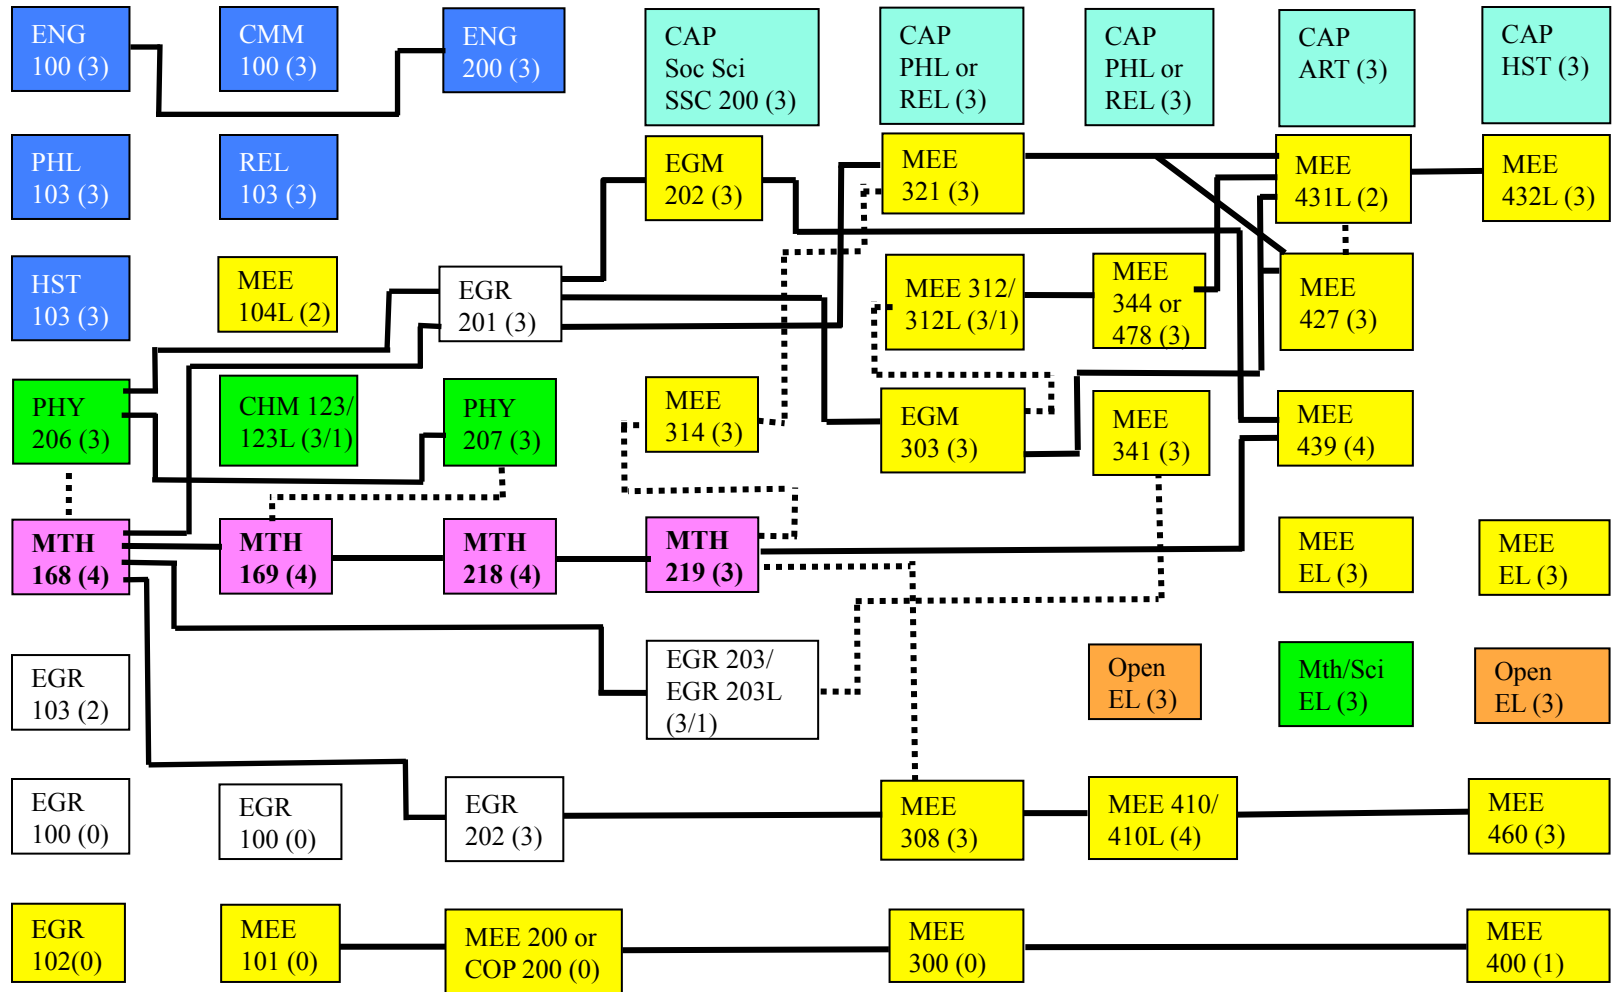 ENG
100 (3)
CMM
100 (3)
ENG
200 (3)
CAP
Soc Sci
SSC 200 (3)
CAP
PHL or
REL (3)
CAP
PHL or
REL (3)
CAP
ART (3)
CAP
HST (3)
PHL
103 (3)
REL
103 (3)
EGM
202 (3)
MEE
321 (3)
MEE
431L (2)
MEE
432L (3)
HST
103 (3)
MEE
104L (2)
EGR
201 (3)
MEE 312/
312L (3/1)
MEE
344 or
478 (3)
MEE
427 (3)
PHY
206 (3)
CHM 123/
123L (3/1)
PHY
207 (3)
MEE
314 (3)
EGM
303 (3)
MEE
341 (3)
MEE
439 (4)
MTH
168 (4)
MTH
169 (4)
MTH
218 (4)
MTH
219 (3)
MEE
EL (3)
MEE
EL (3)
EGR
103 (2)
EGR 203/
EGR 203L
(3/1)
Open
EL (3)
Mth/Sci
EL (3)
Open
EL (3)
EGR
100 (0)
EGR
100 (0)
EGR
202 (3)
MEE
308 (3)
MEE 410/
410L (4)
MEE
460 (3)
EGR
102(0)
MEE
101 (0)
MEE 200 or
COP 200 (0)
MEE
300 (0)
MEE
400 (1)